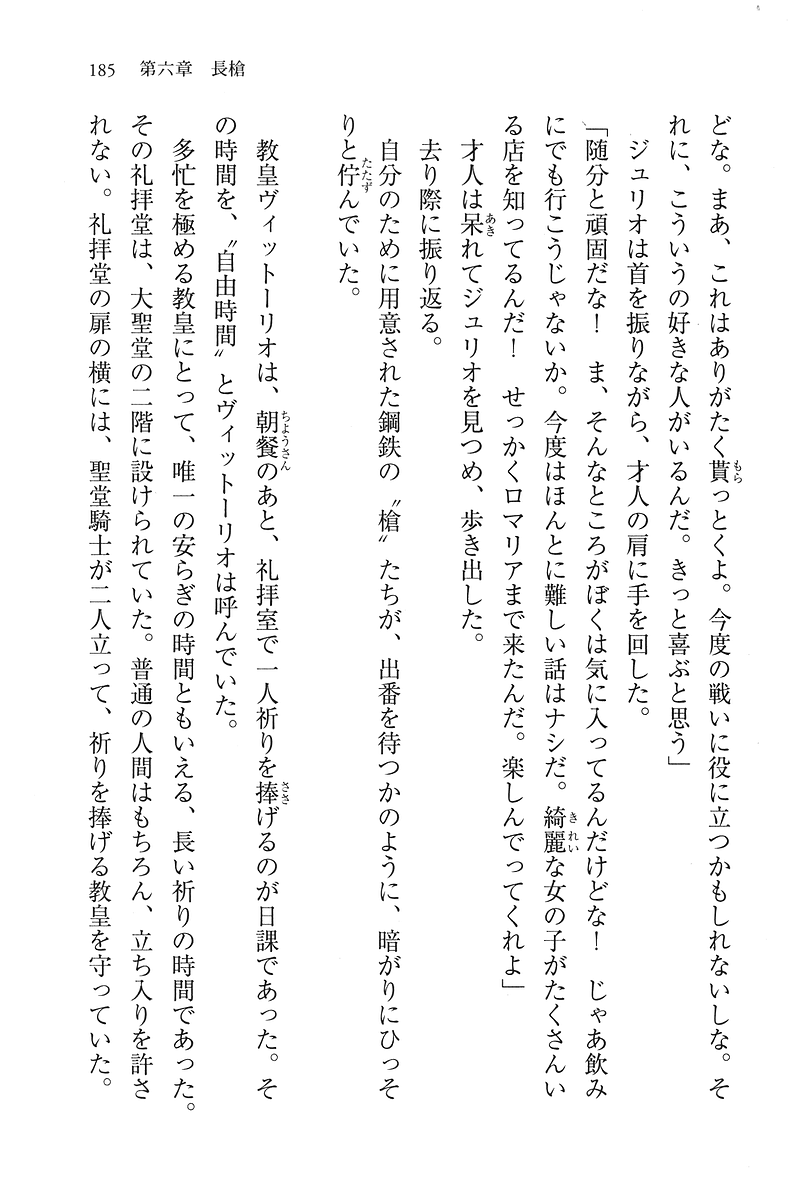 185　第六章　長槍
どな。まあ、これはありがたく貰っとくよ。今度の戦いに役に立つかもしれないしな。そ
れに、こういうの好きな人がいるんだ。きっと喜ぶと思う」
　ジュリオは首を振りながら、才人の肩に手を回した。
「随分と頑固だな！　ま、そんなところがぼくは気に入ってるんだけどな！　じゃあ飲み
にでも行こうじゃないか。今度はほんとに難しい話はナシだ。綺麗な女の子がたくさんい
る店を知ってるんだ！　せっかくロマリアまで来たんだ。楽しんでってくれよ」
　才人は呆れてジュリオを見つめ、歩き出した。
　去り際に振り返る。
　自分のために用意された鋼鉄の〝槍〟たちが、出番を待つかのように、暗がりにひっそ
りと佇んでいた。
　教皇ヴィットーリオは、朝餐のあと、礼拝室で一人祈りを捧げるのが日課であった。そ
の時間を、〝自由時間〟とヴィットーリオは呼んでいた。
　多忙を極める教皇にとって、唯一の安らぎの時間ともいえる、長い祈りの時間であった。
その礼拝堂は、大聖堂の二階に設けられていた。普通の人間はもちろん、立ち入りを許さ
れない。礼拝堂の扉の横には、聖堂騎士が二人立って、祈りを捧げる教皇を守っていた。